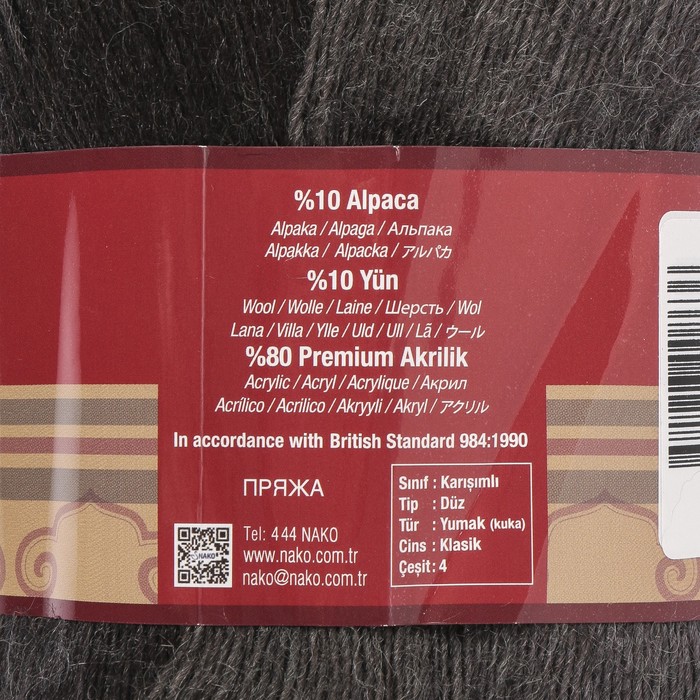 %10 Alpaca
Alpaka / Alpaga / Альпака
Alpakka / Alpacka / アルパカ
%10 Yün
Wool / Wolle / Laine / Шерсть / Wol
Lana / Villa / Ylle / Uld / Ull / Lã / ウール
%80 Premium Akrilik
Acrylic / Acryl / Acrylique / Акрил
Acrílico / Acrilico / Akryyli / Akryl / アクリル
In accordance with British Standard 984:1990
ПРЯЖА
Tel: 444 NAKO
www.nako.com.tr
nako@nako.com.tr
NAKO
Sınıf : Karışımlı
Tip : Düz
Tür : Yumak (kuka)
Cins : Klasik
Çeşit : 4